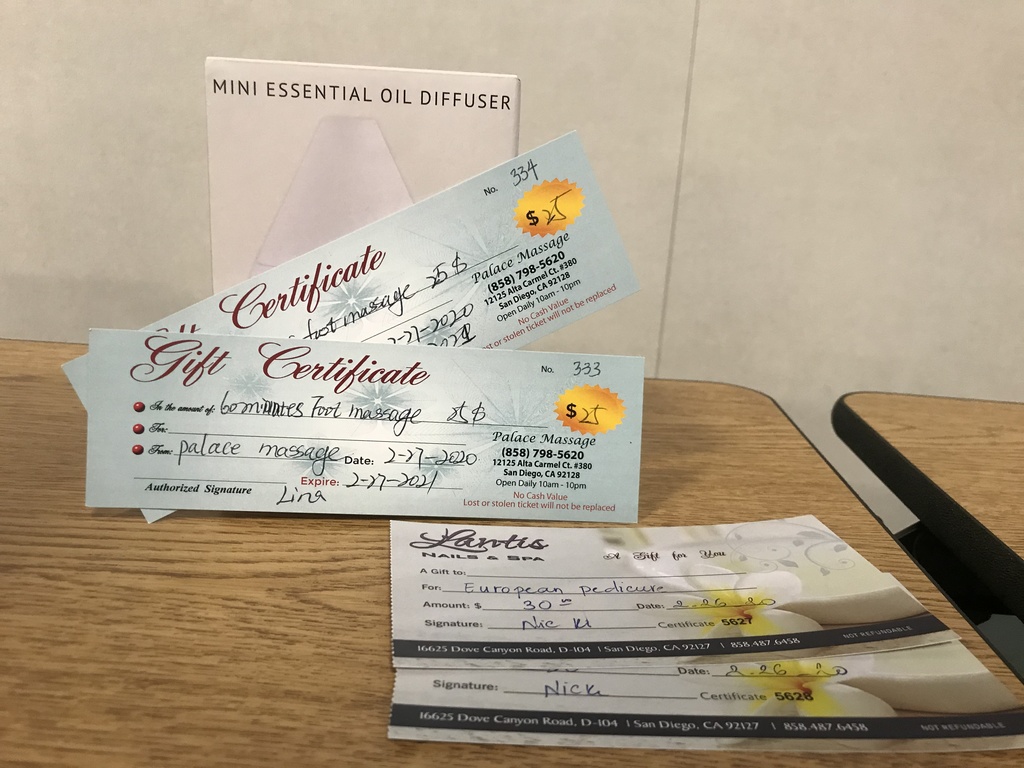 MINI ESSENTIAL OIL DIFFUSER
No. 334
$25
Certificate
foot massage 25 $
Palace Massage
(858) 798-5620
12125 Alta Carmel Ct. #380
San Diego, CA 92128
Open Daily 10am - 10pm
No Cash Value
st or stolen ticket will not be replaced
2-27-2020
Gift Certificate
No. 333
$25
In the amount of: 60 minutes Foot massage 25 $
For:
From: palace massage Date: 2-27-2020
Expire: 2-27-2021
Authorized Signature Lina
Palace Massage
(858) 798-5620
12125 Alta Carmel Ct. #380
San Diego, CA 92128
Open Daily 10am - 10pm
No Cash Value
Lost or stolen ticket will not be replaced
Lantis
NAILS & SPA
A Gift for You
A Gift to:
For: European pedicure
Amount: $ 30 Date: 2.26.20
Signature: Nic Certificate 5627
16625 Dove Canyon Road, D-104 | San Diego, CA 92127 | 858.487.6458 NOT REFUNDABLE
Date: 2.26 20
Signature: Nick Certificate 5628
16625 Dove Canyon Road, D-104 | San Diego, CA 92127 | 858.487.6458 NOT REFUNDABLE